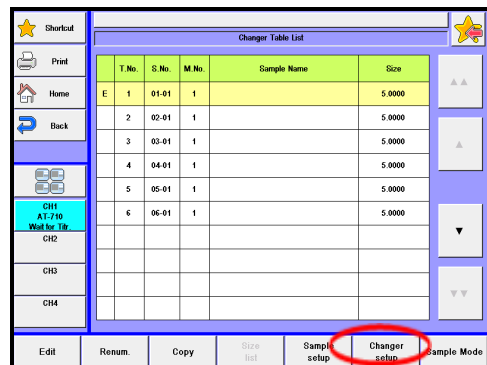 Shortcut
Print
Home
Back
CH1
AT-710
Wait for Titr.
CH2
CH3
CH4
Changer Table List
T.No. S.No. M.No. Sample Name Size
E 1 01-01 1 5.0000
2 02-01 1 5.0000
3 03-01 1 5.0000
4 04-01 1 5.0000
5 05-01 1 5.0000
6 06-01 1 5.0000
Edit
Renum.
Copy
Size
list
Sample
setup
Changer
setup
Sample Mode